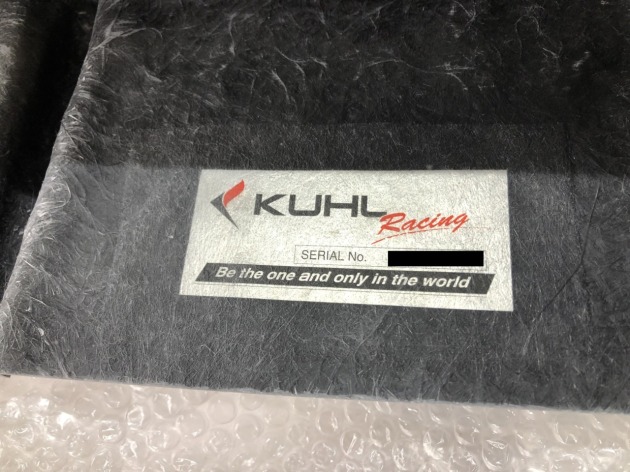 KUHL Racing
SERIAL No.
Be the one and only in the world